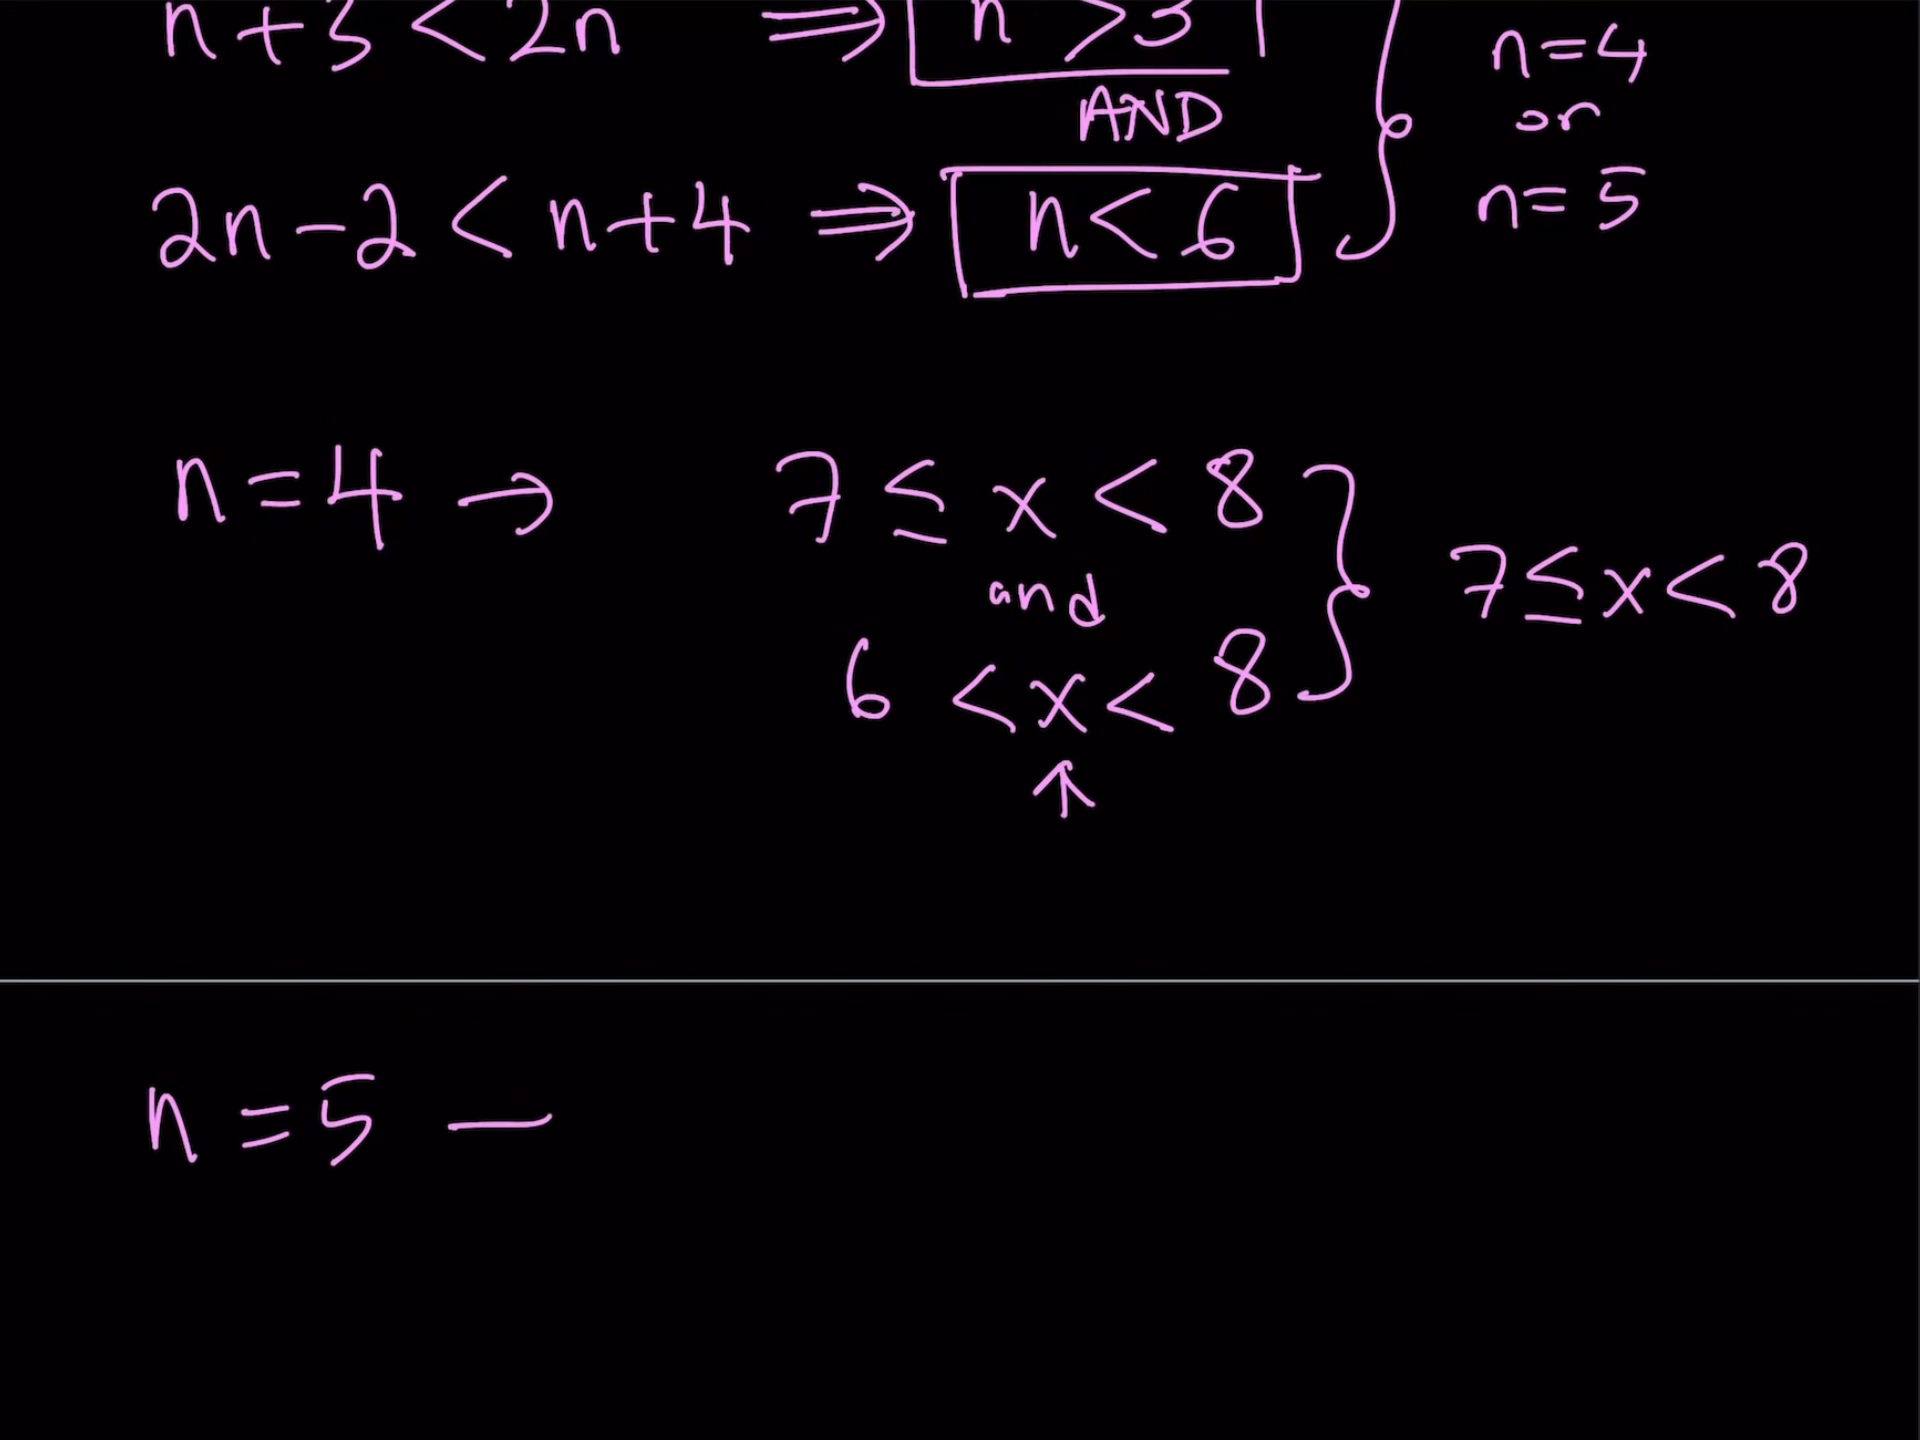 n+3<2n ⇒ n>3
AND
2n-2<n+4 ⇒ n<6
n=4
or
n=5
n=4 → 7≤x<8
and
6<x<8
↑
7≤x<8
n=5 —